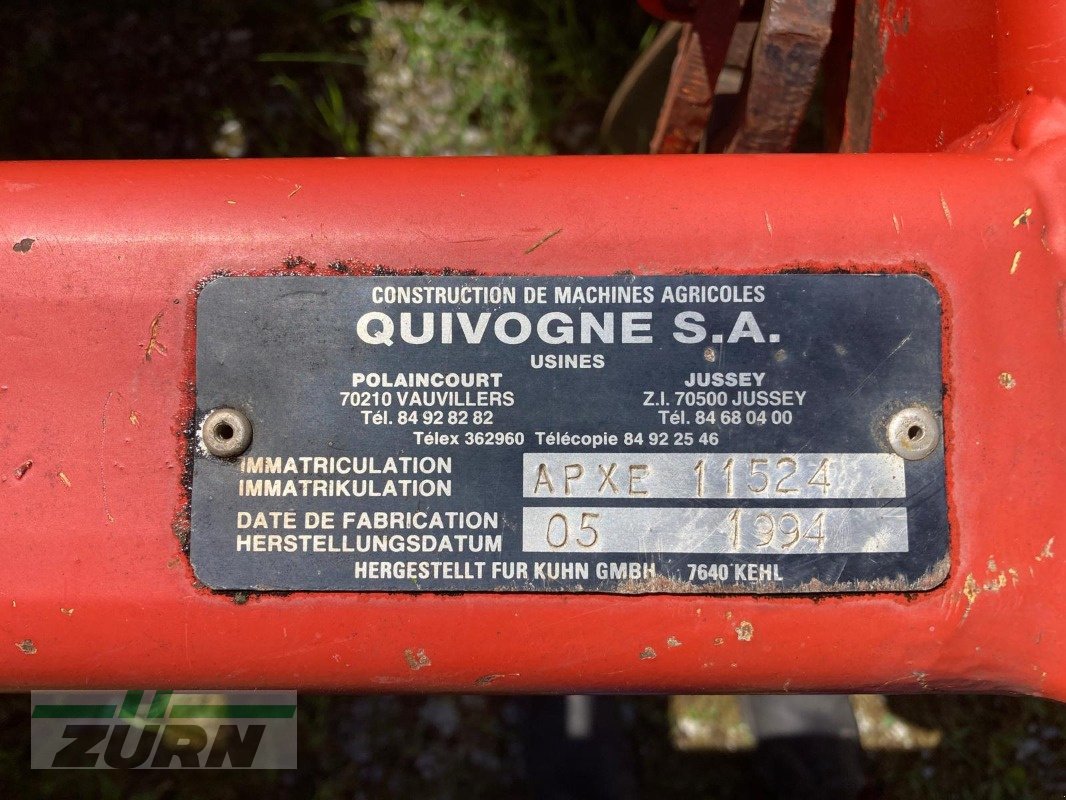 CONSTRUCTION DE MACHINES AGRICOLES
QUIVOGNE S.A.
USINES
POLAINCOURT
70210 VAUVILLERS
Tél. 84 92 82 82
JUSSEY
Z.I. 70500 JUSSEY
Tél. 84 68 04 00
Télex 362960 Télécopie 84 92 25 46
IMMATRICULATION
IMMATRIKULATION
APXE 11524
DATE DE FABRICATION
HERSTELLUNGSDATUM
05 1994
HERGESTELLT FUR KUHN GMBH 7640 KEHL
ZÜRN